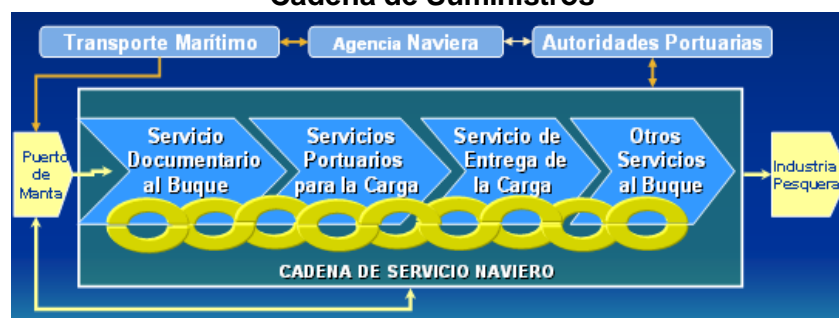 Cadena de Suministros
Transporte Marítimo
Agencia Naviera
Autoridades Portuarias
Puerto
de
Manta
Servicio
Documentario
al Buque
Servicios
Portuarios
para la Carga
Servicio de
Entrega de
la Carga
Otros
Servicios
al Buque
Industria
Pesquera
CADENA DE SERVICIO NAVIERO